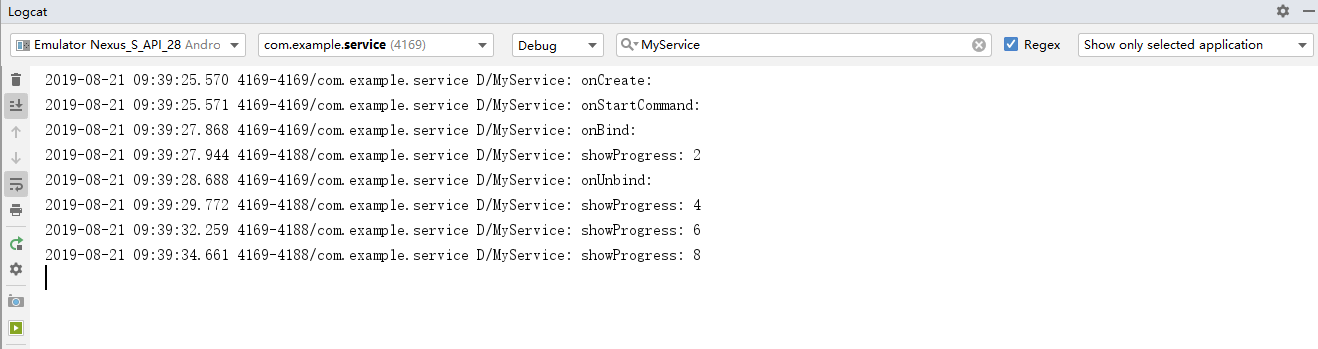 Logcat
Emulator Nexus_S_API_28 Andro com.example.service (4169) Debug MyService Regex Show only selected application
2019-08-21 09:39:25.570 4169-4169/com.example.service D/MyService: onCreate:
2019-08-21 09:39:25.571 4169-4169/com.example.service D/MyService: onStartCommand:
2019-08-21 09:39:27.868 4169-4169/com.example.service D/MyService: onBind:
2019-08-21 09:39:27.944 4169-4188/com.example.service D/MyService: showProgress: 2
2019-08-21 09:39:28.688 4169-4169/com.example.service D/MyService: onUnbind:
2019-08-21 09:39:29.772 4169-4188/com.example.service D/MyService: showProgress: 4
2019-08-21 09:39:32.259 4169-4188/com.example.service D/MyService: showProgress: 6
2019-08-21 09:39:34.661 4169-4188/com.example.service D/MyService: showProgress: 8